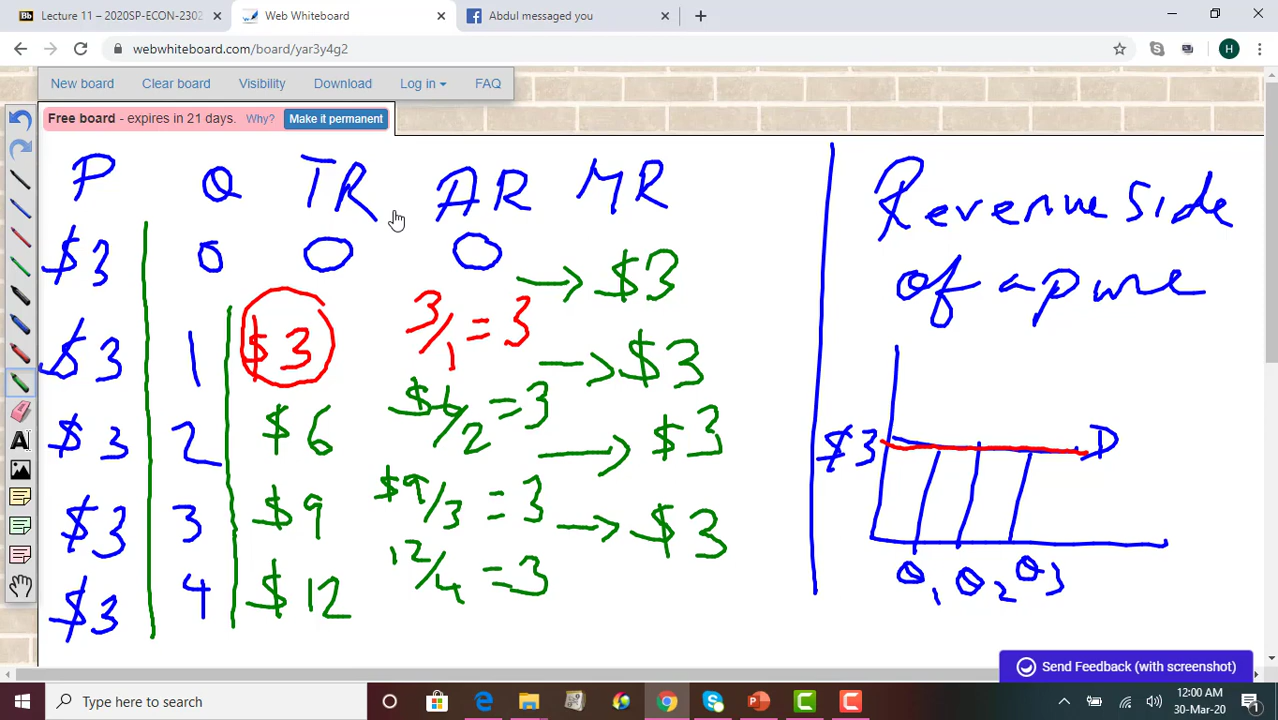 Lecture 11 – 2020SP-ECON-2302
Web Whiteboard
Abdul messaged you
webwhiteboard.com/board/yar3y4g2
H
New board Clear board Visibility Download Log in FAQ
Free board - expires in 21 days. Why? Make it permanent
P Q TR AR MR
$3 0 0 0
→ $3
$3 1 $3 3/1 = 3
→ $3
$3 2 $6 $6/2 = 3
→ $3
$3 3 $9 $9/3 = 3
→ $3
$3 4 $12 12/4 = 3
Revenue Side
of a pure
$3 D
Q1 Q2 Q3
A
Send Feedback (with screenshot)
Type here to search
12:00 AM
30-Mar-20